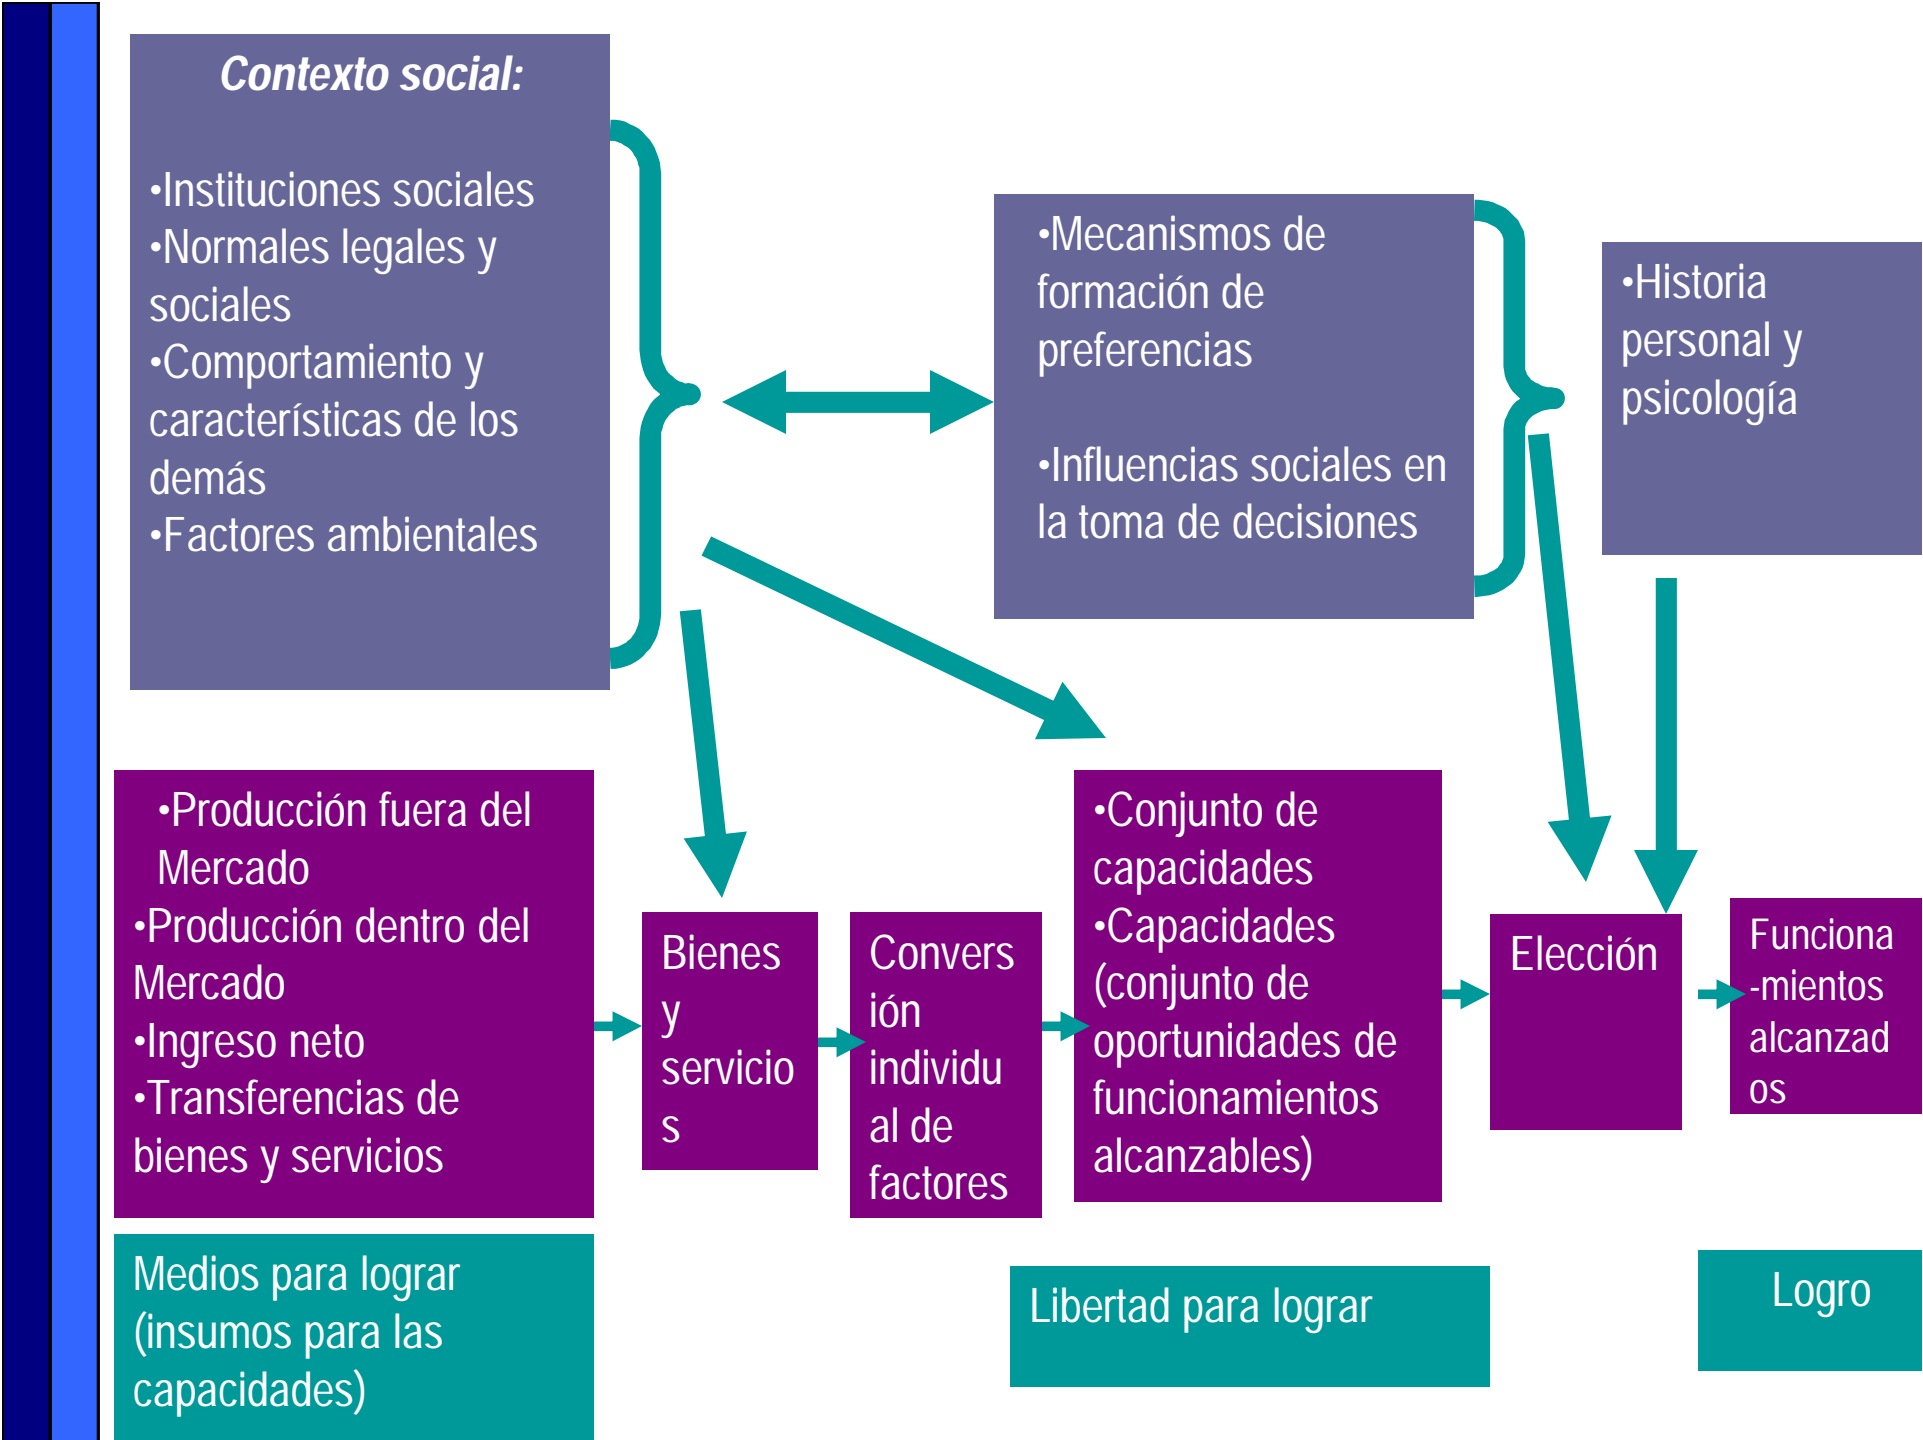 Contexto social:
•Instituciones sociales
•Normales legales y
sociales
•Comportamiento y
características de los
demás
•Factores ambientales
•Mecanismos de
formación de
preferencias
•Influencias sociales en
la toma de decisiones
•Historia
personal y
psicología
•Producción fuera del
Mercado
•Producción dentro del
Mercado
•Ingreso neto
•Transferencias de
bienes y servicios
Bienes
y
servicio
s
Convers
ión
individu
al de
factores
•Conjunto de
capacidades
•Capacidades
(conjunto de
oportunidades de
funcionamientos
alcanzables)
Elección
Funciona
-mientos
alcanzad
os
Medios para lograr
(insumos para las
capacidades)
Libertad para lograr
Logro